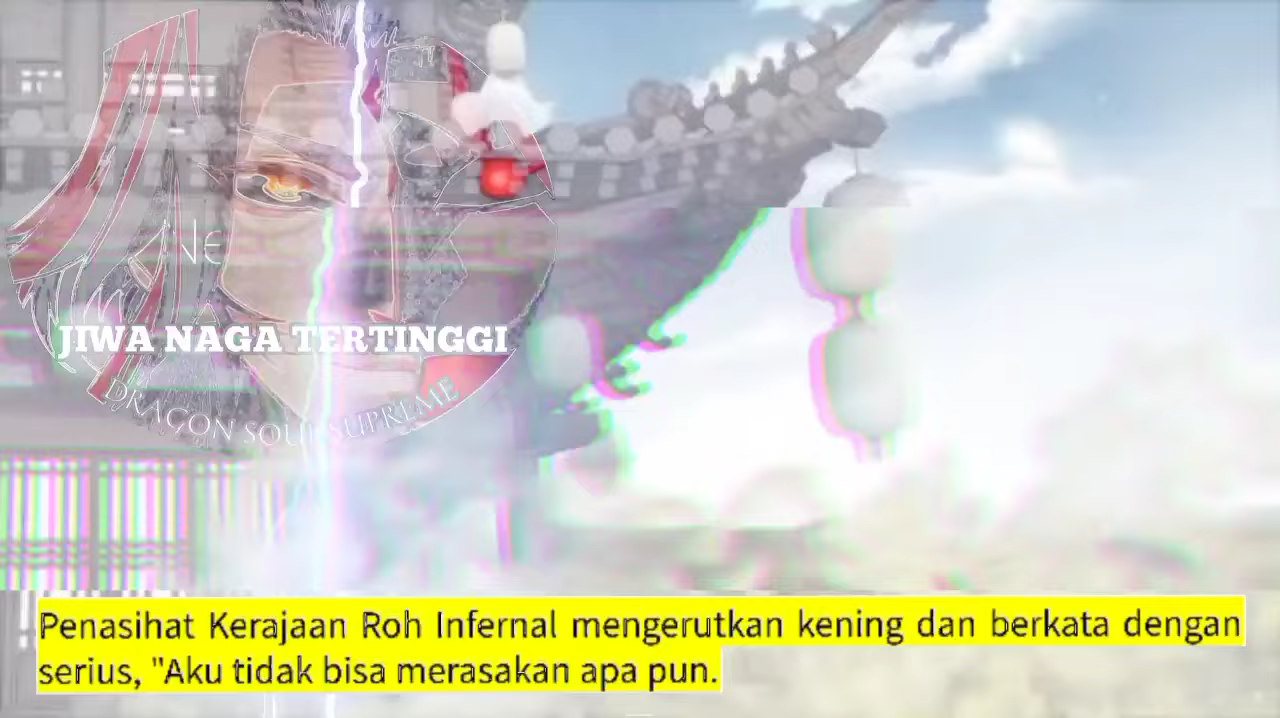 JIWA NAGA TERTINGGI
DRAGON SOUL SUPREME
Penasihat Kerajaan Roh Infernal mengerutkan kening dan berkata dengan
serius, "Aku tidak bisa merasakan apa pun.